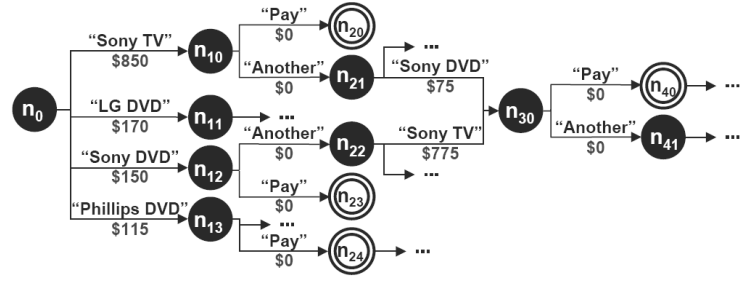 "Pay"
$0
n20
"Sony TV"
$850
n10
"Another"
$0
n21
...
"Sony DVD"
$75
"Pay"
$0
n40
...
n0
"LG DVD"
$170
n11
...
n30
"Another"
$0
n41
...
"Another"
$0
n22
"Sony TV"
$775
...
"Sony DVD"
$150
n12
"Pay"
$0
n23
"Phillips DVD"
$115
n13
...
"Pay"
$0
n24
...